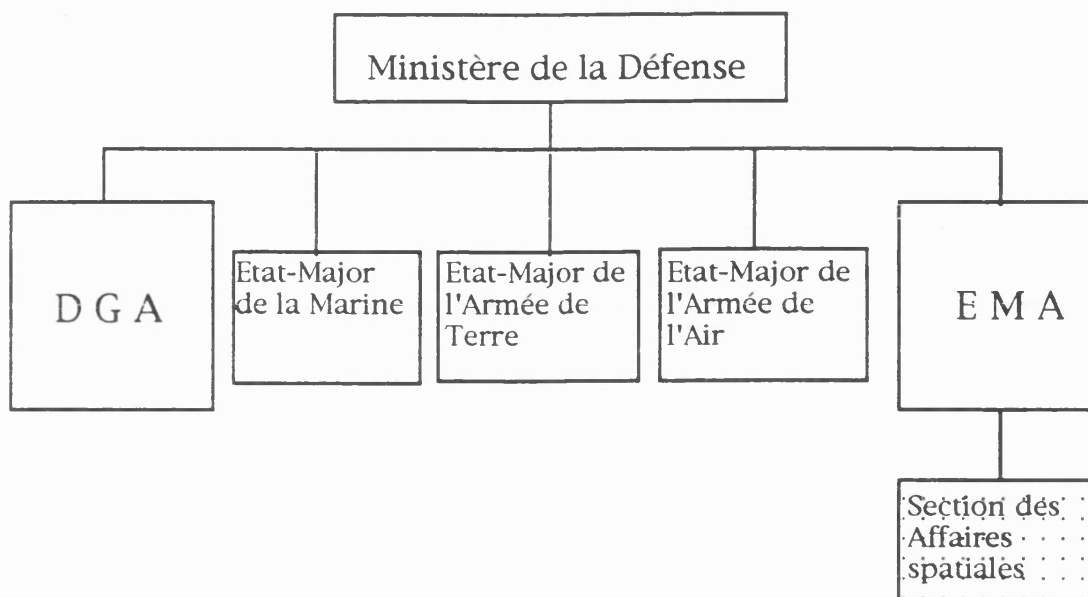 Ministère de la Défense
D G A
Etat-Major
de la Marine
Etat-Major de
l'Armée de
Terre
Etat-Major de
l'Armée de
l'Air
E M A
Section des
Affaires
spatiales